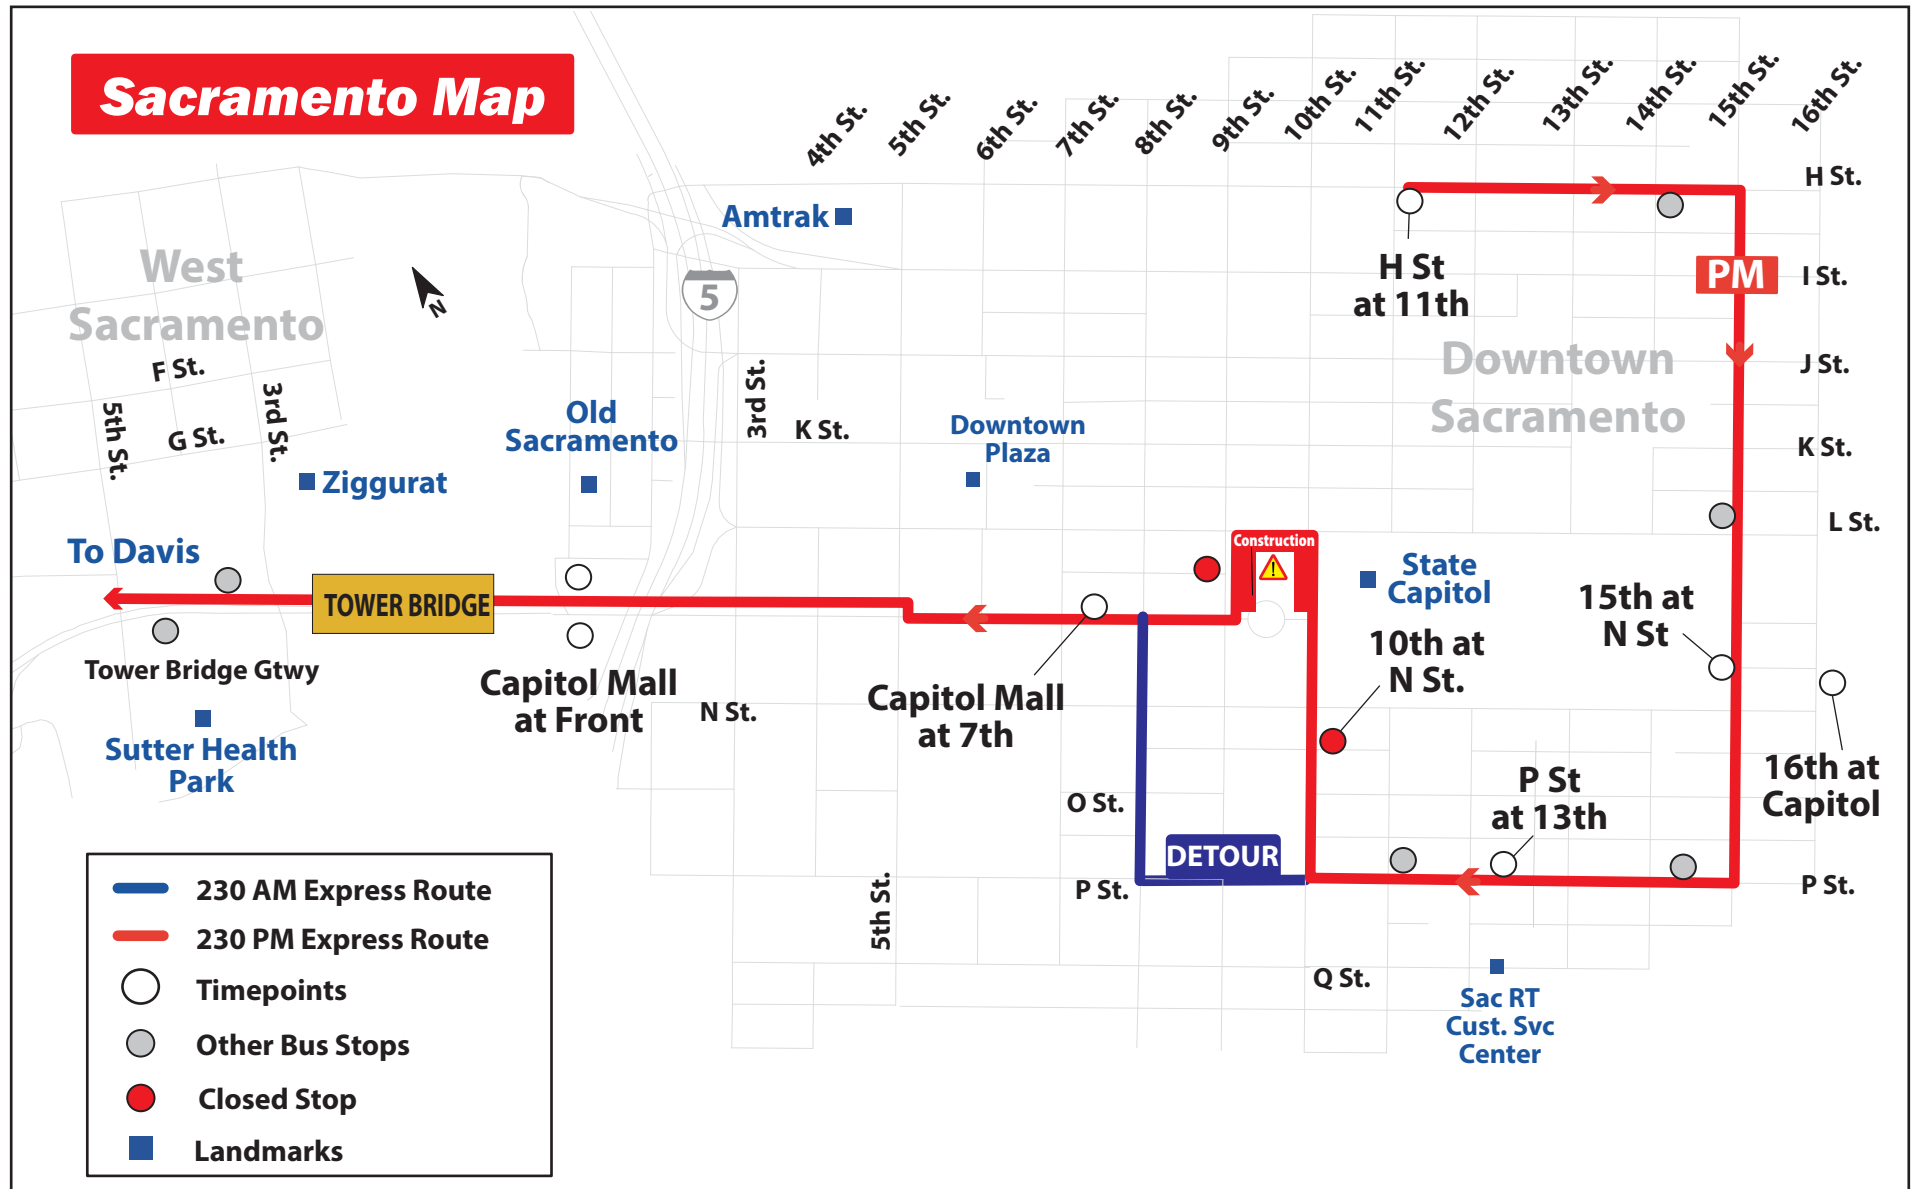 Sacramento Map
4th St.
5th St.
6th St.
7th St.
8th St.
9th St.
10th St.
11th St.
12th St.
13th St.
14th St.
15th St.
16th St.
H St.
Amtrak
West
Sacramento
N
5
H St
at 11th
PM
I St.
Downtown
Sacramento
J St.
F St.
G St.
5th St.
3rd St.
Old
Sacramento
3rd St.
K St.
Downtown
Plaza
K St.
Ziggurat
L St.
To Davis
Construction
!
State
Capitol
TOWER BRIDGE
15th at
N St
10th at
N St.
Tower Bridge Gtwy
Capitol Mall
at Front
N St.
Capitol Mall
at 7th
Sutter Health
Park
16th at
Capitol
P St
at 13th
O St.
DETOUR
P St.
P St.
5th St.
Q St.
Sac RT
Cust. Svc
Center
230 AM Express Route
230 PM Express Route
Timepoints
Other Bus Stops
Closed Stop
Landmarks